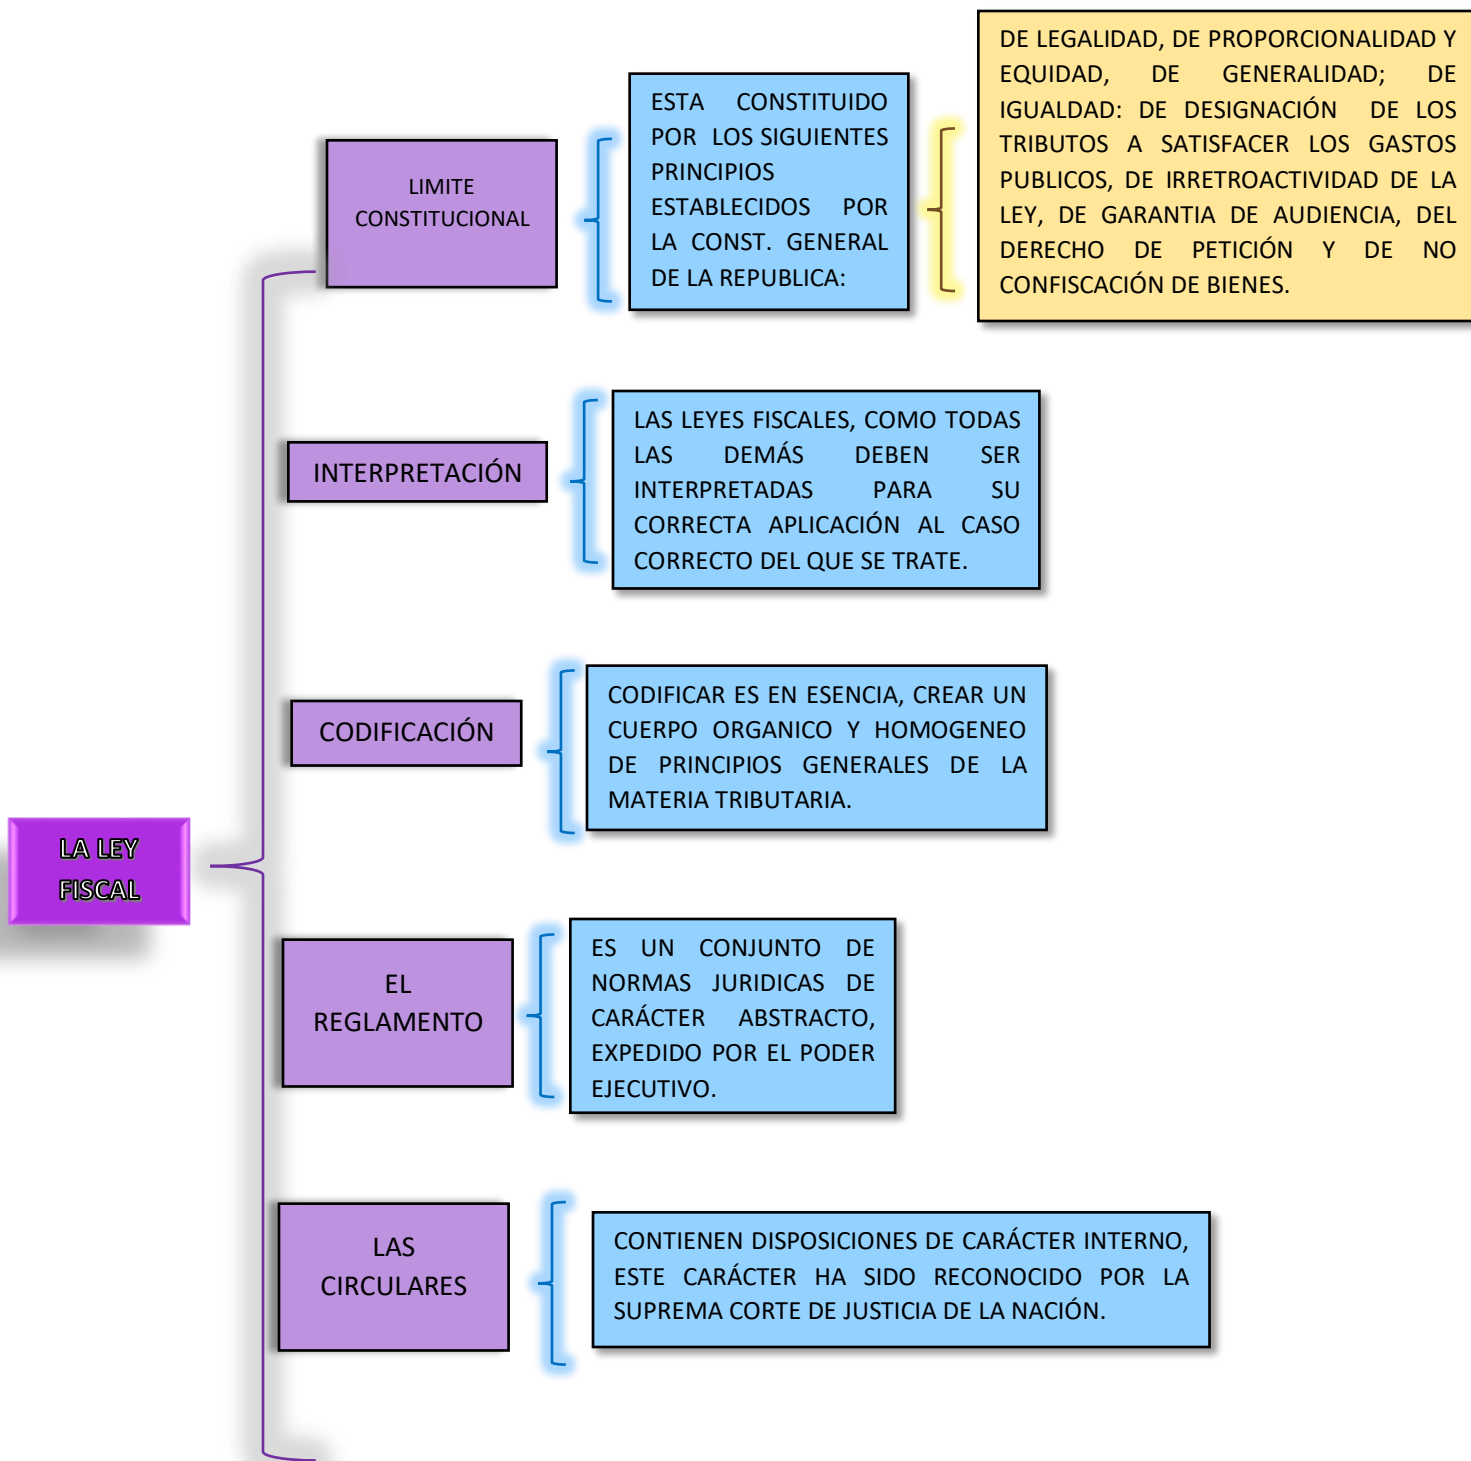 LA LEY
FISCAL
LIMITE
CONSTITUCIONAL
ESTA CONSTITUIDO
POR LOS SIGUIENTES
PRINCIPIOS
ESTABLECIDOS POR
LA CONST. GENERAL
DE LA REPUBLICA:
DE LEGALIDAD, DE PROPORCIONALIDAD Y
EQUIDAD, DE GENERALIDAD; DE
IGUALDAD: DE DESIGNACIÓN DE LOS
TRIBUTOS A SATISFACER LOS GASTOS
PUBLICOS, DE IRRETROACTIVIDAD DE LA
LEY, DE GARANTIA DE AUDIENCIA, DEL
DERECHO DE PETICIÓN Y DE NO
CONFISCACIÓN DE BIENES.
INTERPRETACIÓN
LAS LEYES FISCALES, COMO TODAS
LAS DEMÁS DEBEN SER
INTERPRETADAS PARA SU
CORRECTA APLICACIÓN AL CASO
CORRECTO DEL QUE SE TRATE.
CODIFICACIÓN
CODIFICAR ES EN ESENCIA, CREAR UN
CUERPO ORGANICO Y HOMOGENEO
DE PRINCIPIOS GENERALES DE LA
MATERIA TRIBUTARIA.
EL
REGLAMENTO
ES UN CONJUNTO DE
NORMAS JURIDICAS DE
CARÁCTER ABSTRACTO,
EXPEDIDO POR EL PODER
EJECUTIVO.
LAS
CIRCULARES
CONTIENEN DISPOSICIONES DE CARÁCTER INTERNO,
ESTE CARÁCTER HA SIDO RECONOCIDO POR LA
SUPREMA CORTE DE JUSTICIA DE LA NACIÓN.